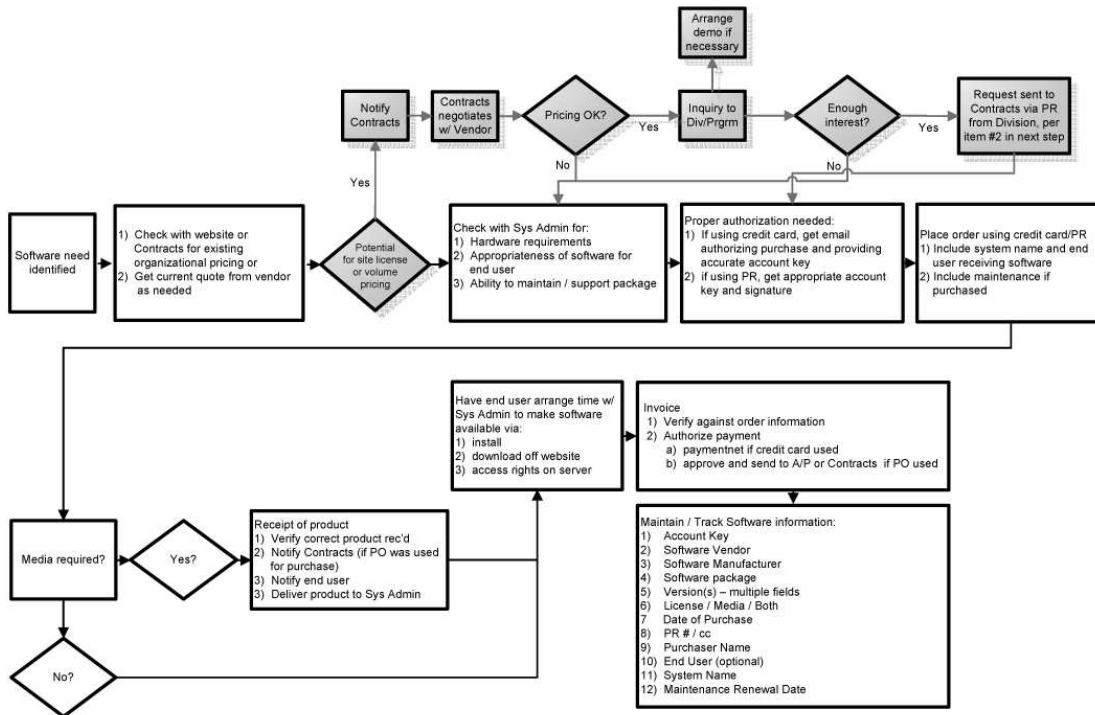 Arrange
demo if
necessary
Notify
Contracts
Contracts
negotiates
w/ Vendor
Pricing OK?
Yes
Inquiry to
Div/Prgrm
Enough
interest?
Yes
Request sent to
Contracts via PR
from Division, per
item #2 in next
step
No
No
Yes
Software need
identified
1) Check with website or
Contracts for existing
organizational pricing or
2) Get current quote from vendor
as needed
Potential
for site license
or volume
pricing
Check with Sys Admin for:
1) Hardware requirements
2) Appropriateness of software for
end user
3) Ability to maintain / support package
Proper authorization needed:
1) If using credit card, get email
authorizing purchase and providing
accurate account key
2) if using PR, get appropriate account
key and signature
Place order using credit card/PR
1) Include system name and end
user receiving software
2) Include maintenance if
purchased
Have end user arrange time w/
Sys Admin to make software
available via:
1) install
2) download off website
3) access rights on server
Invoice
1) Verify against order information
2) Authorize payment
a) paymentnet if credit card used
b) approve and send to A/P or Contracts if PO used
Media required?
Yes?
Receipt of product
1) Verify correct product rec'd
2) Notify Contracts (if PO was used
for purchase)
3) Notify end user
3) Deliver product to Sys Admin
No?
Maintain / Track Software information:
1) Account Key
2) Software Vendor
3) Software Manufacturer
4) Software package
5) Version(s) – multiple fields
6) License / Media / Both
7 Date of Purchase
8) PR # / cc
9) Purchaser Name
10) End User (optional)
11) System Name
12) Maintenance Renewal Date